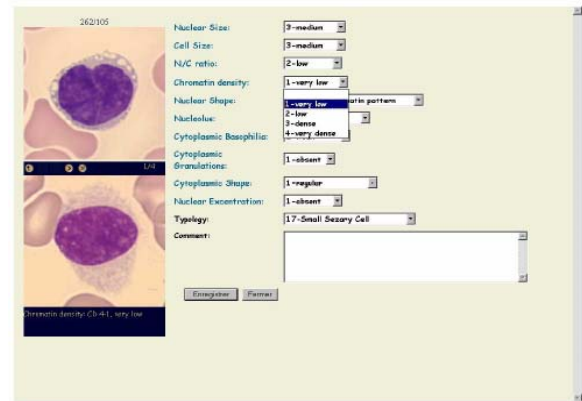 262/105
Nuclear Size: 3-medium
Cell Size: 3-medium
N/C ratio: 2-low
Chromatin density: 1-very low
1-very low
2-low
3-dense
4-very dense
Nuclear Shape: atin pattern
Nucleolus:
Cytoplasmic Basophilia:
Cytoplasmic
Granulations: 1-absent
Cytoplasmic Shape: 1-regular
Nuclear Excentration: 1-absent
Typology: 17-Small Sezary Cell
Comment:
1/4
Enregistrer Fermer
Chromatin density: CD 4-1, very low